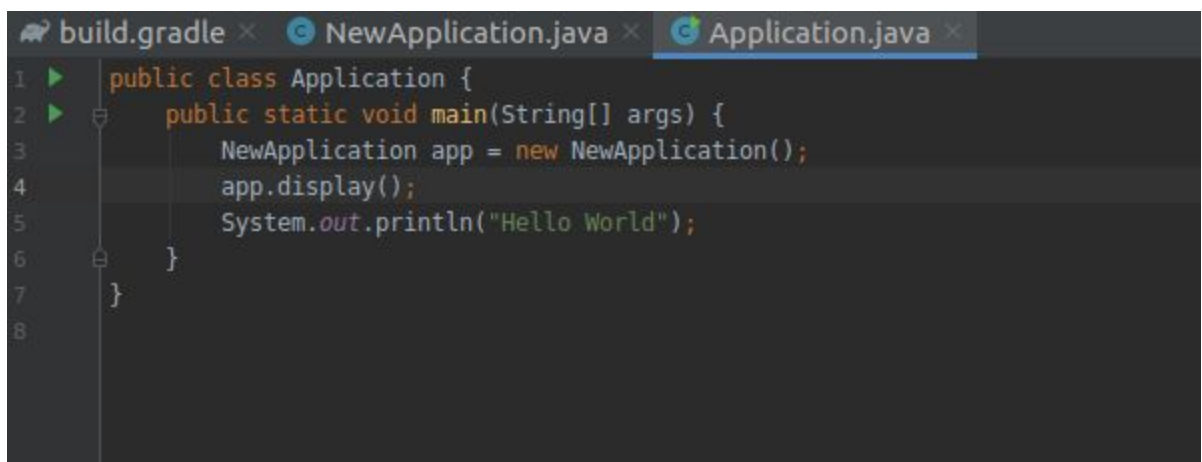 build.gradle NewApplication.java Application.java
1 public class Application {
2 public static void main(String[] args) {
3 NewApplication app = new NewApplication();
4 app.display();
5 System.out.println("Hello World");
6 }
7 }
8